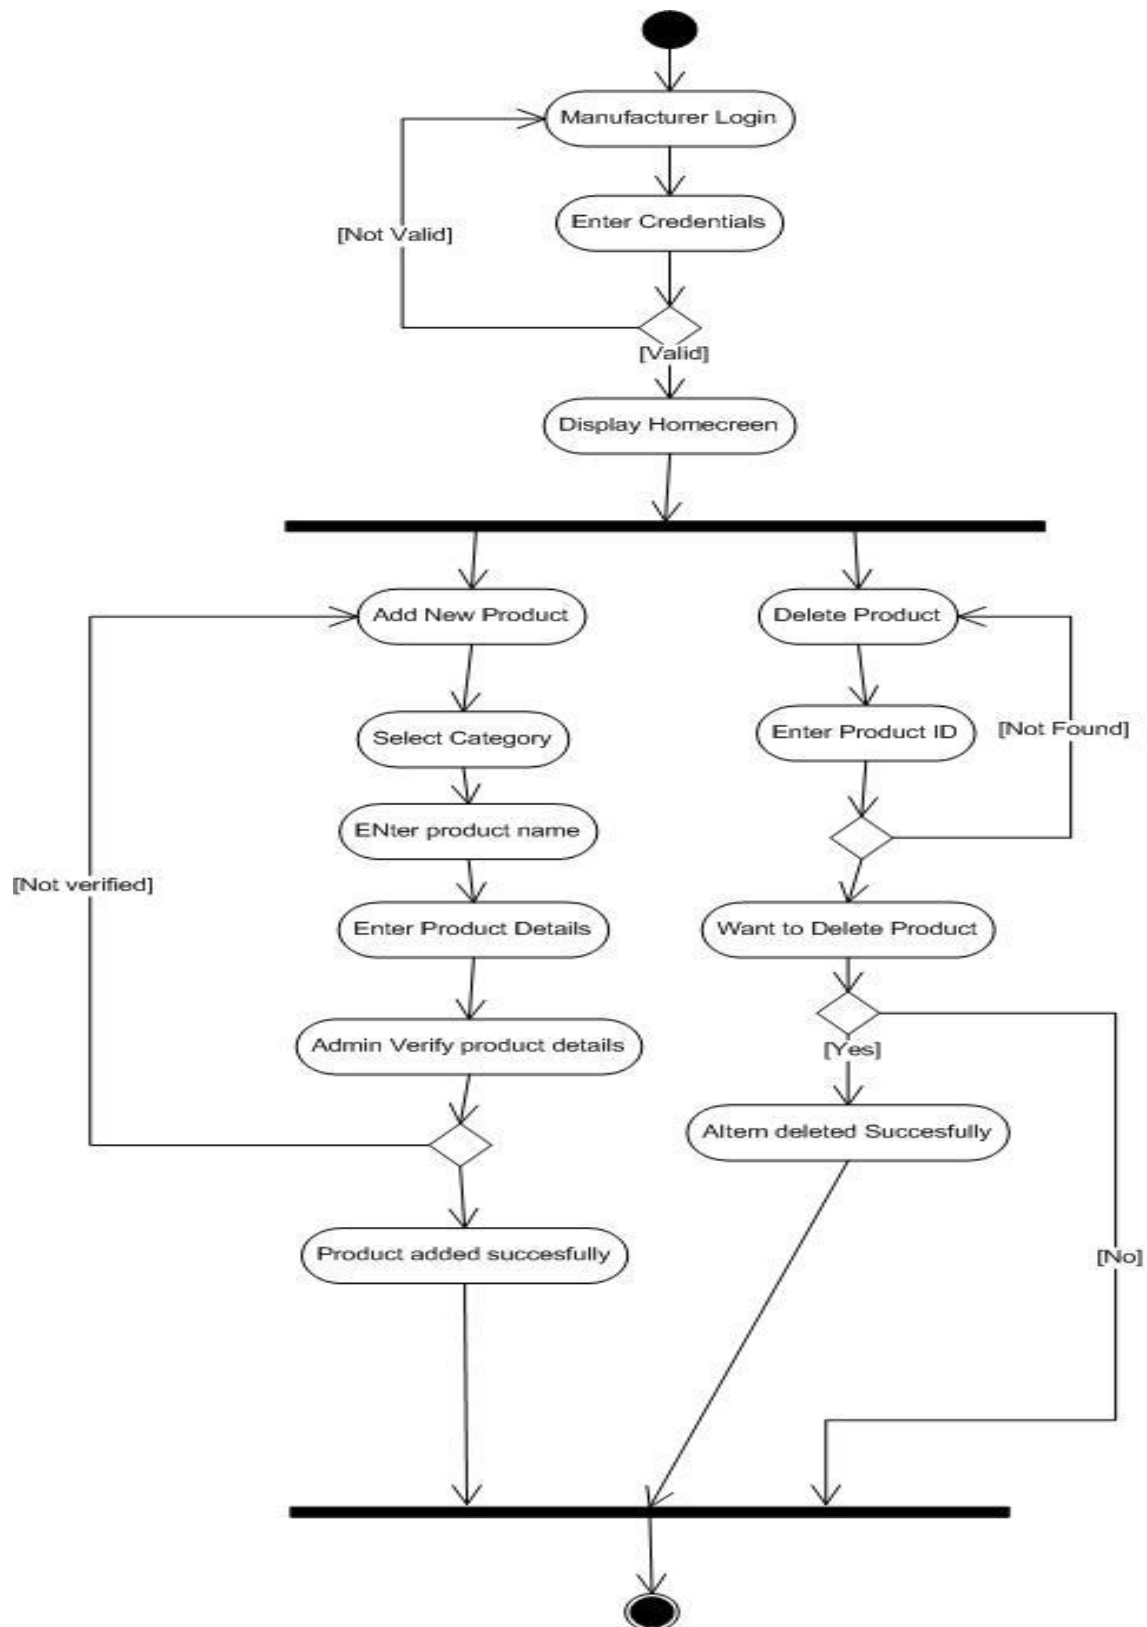 Manufacturer Login
Enter Credentials
[Not Valid]
[Valid]
Display Homecreen
Add New Product
Delete Product
Select Category
Enter Product ID
[Not Found]
ENter product name
[Not verified]
Enter Product Details
Want to Delete Product
Admin Verify product details
[Yes]
Altern deleted Succesfully
Product added succesfully
[No]